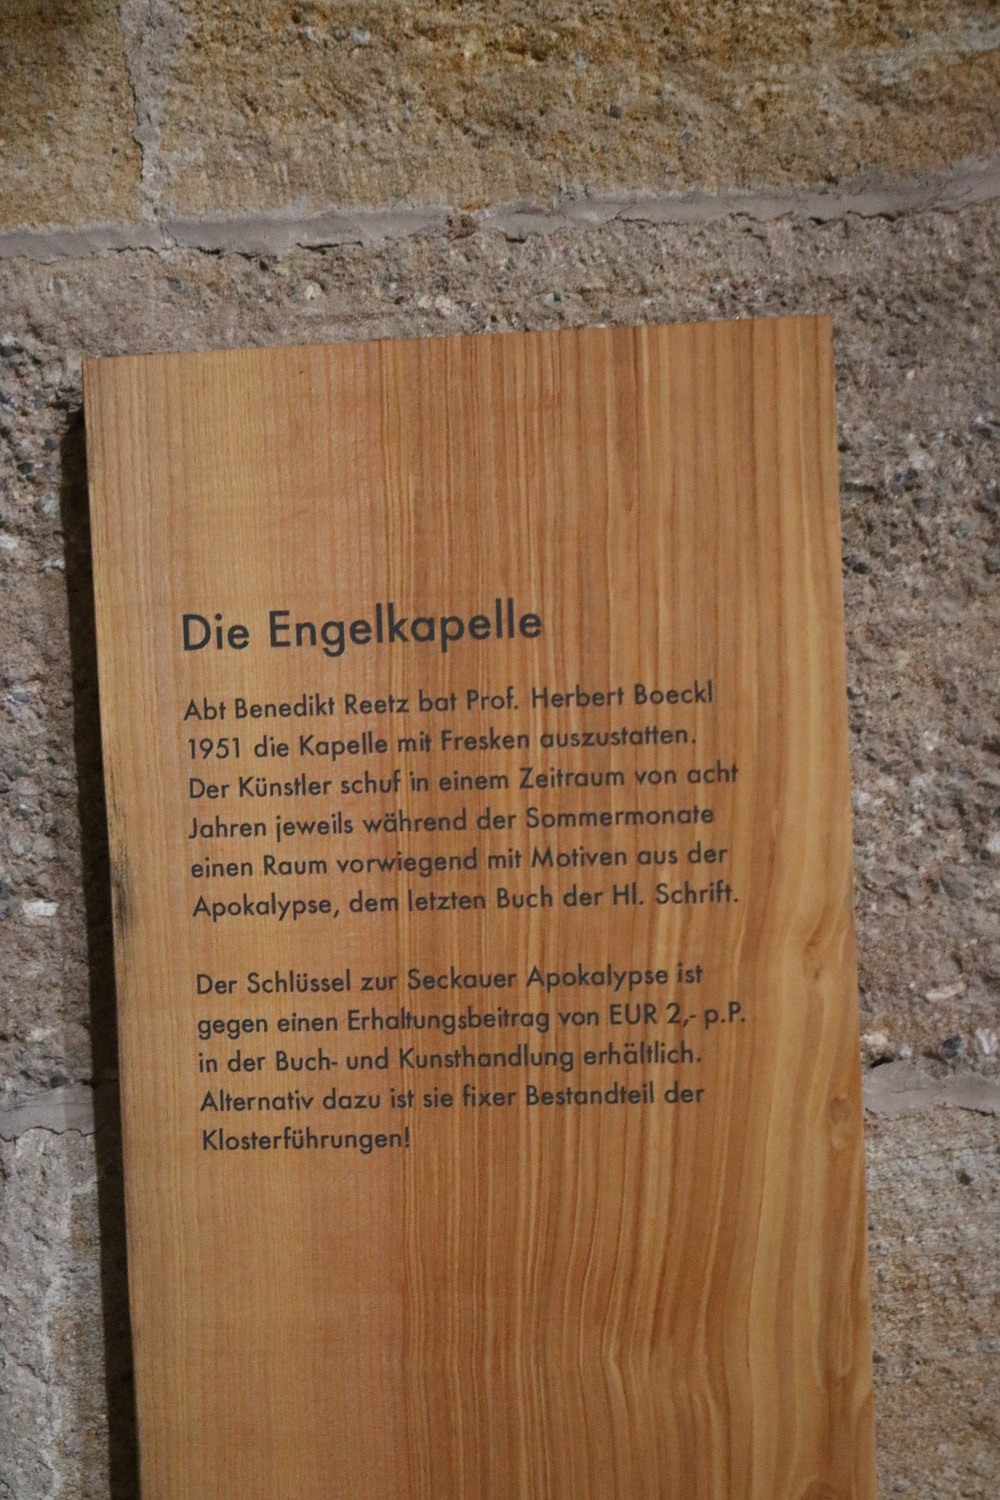 Die Engelkapelle
Abt Benedikt Reetz bat Prof. Herbert Boeckl
1951 die Kapelle mit Fresken auszustatten.
Der Künstler schuf in einem Zeitraum von acht
Jahren jeweils während der Sommermonate
einen Raum vorwiegend mit Motiven aus der
Apokalypse, dem letzten Buch der Hl. Schrift.
Der Schlüssel zur Seckauer Apokalypse ist
gegen einen Erhaltungsbeitrag von EUR 2,- p.P.
in der Buch- und Kunsthandlung erhältlich.
Alternativ dazu ist sie fixer Bestandteil der
Klosterführungen!